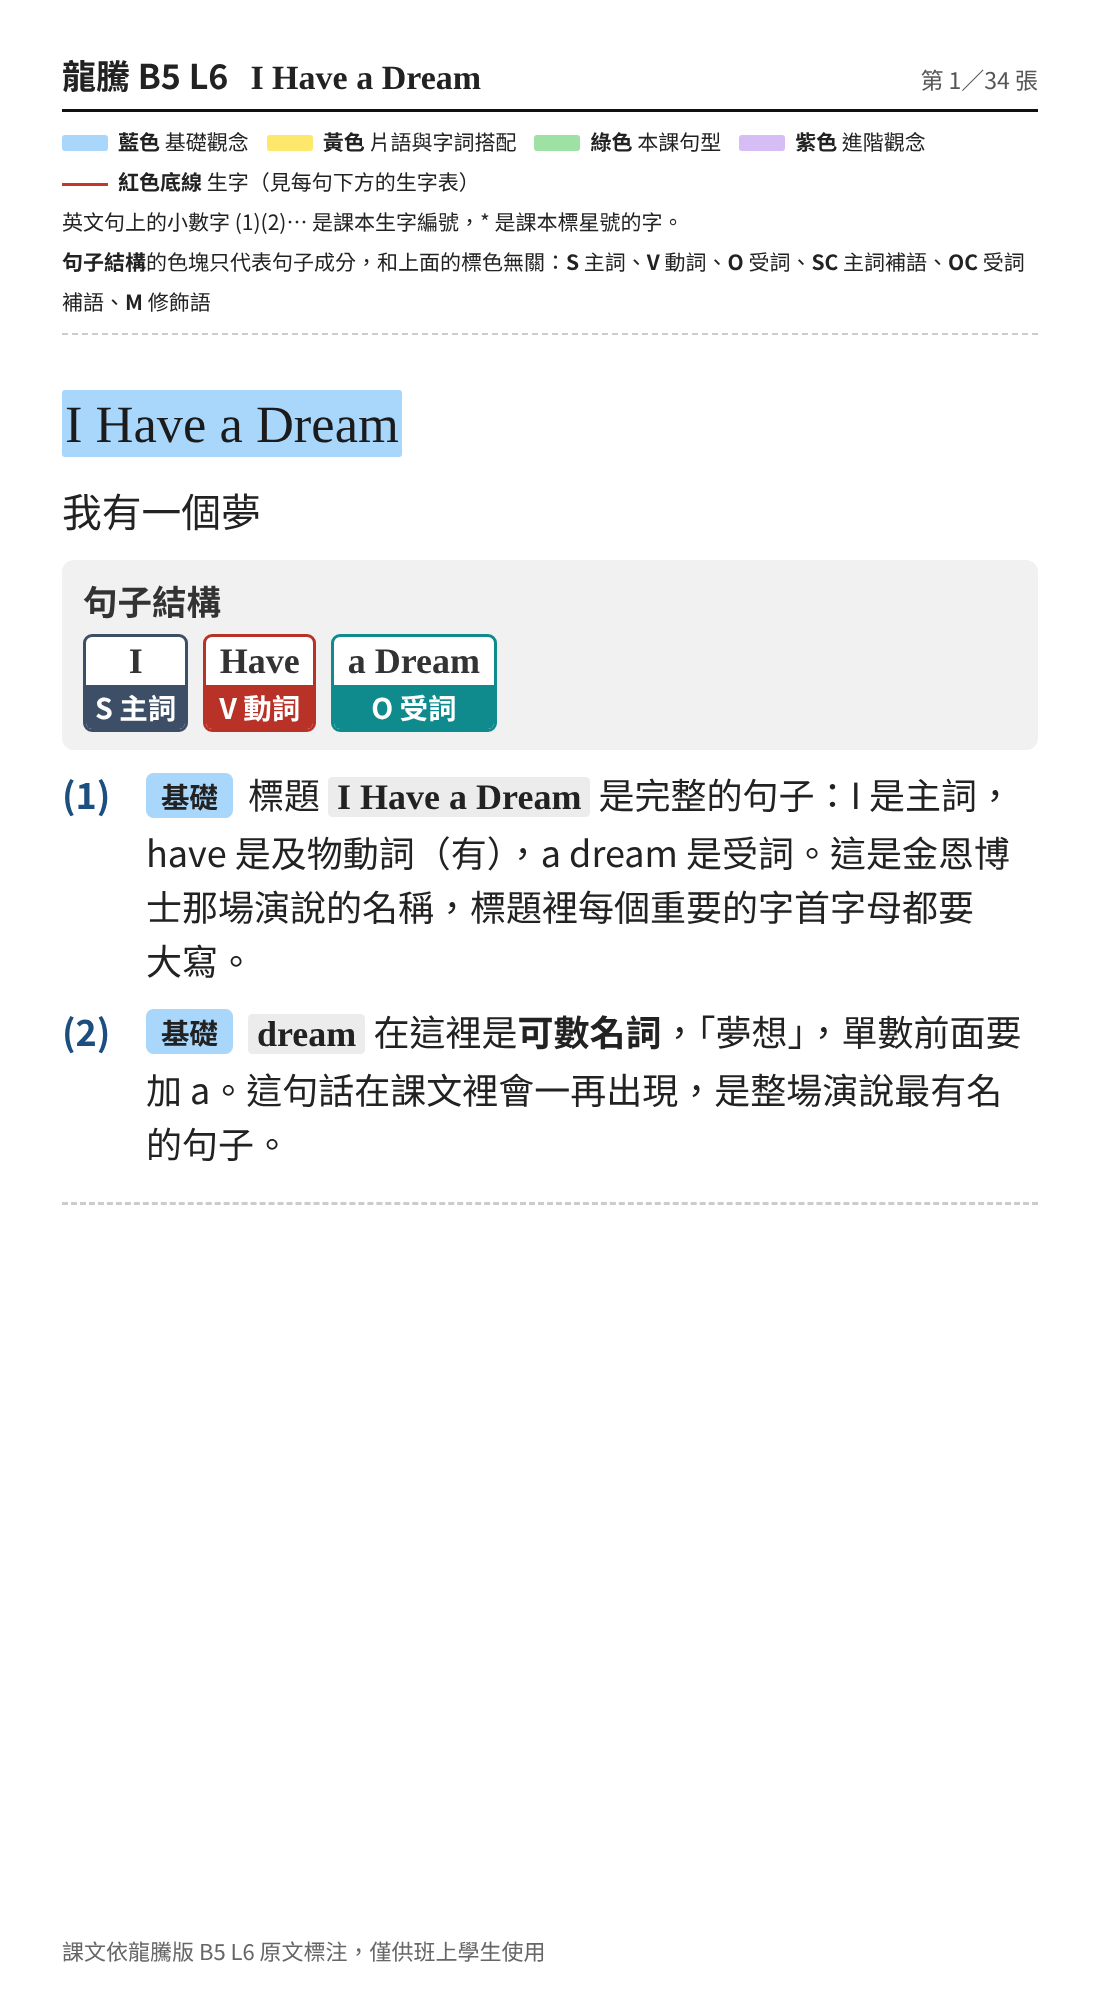 龍騰 B5 L6 I Have a Dream
第 1／34 張
藍色 基礎觀念 黃色 片語與字詞搭配 綠色 本課句型 紫色 進階觀念
紅色底線 生字（見每句下方的生字表）
英文句上的小數字 (1)(2)⋯ 是課本生字編號，* 是課本標星號的字。
句子結構的色塊只代表句子成分，和上面的標色無關：S 主詞、V 動詞、O 受詞、SC 主詞補語、OC 受詞
補語、M 修飾語
I Have a Dream
我有一個夢
句子結構
I Have a Dream
S 主詞 V 動詞 O 受詞
(1) 基礎 標題 I Have a Dream 是完整的句子：I 是主詞，
have 是及物動詞（有），a dream 是受詞。這是金恩博
士那場演說的名稱，標題裡每個重要的字首字母都要
大寫。
(2) 基礎 dream 在這裡是可數名詞，「夢想」，單數前面要
加 a。這句話在課文裡會一再出現，是整場演說最有名
的句子。
課文依龍騰版 B5 L6 原文標注，僅供班上學生使用